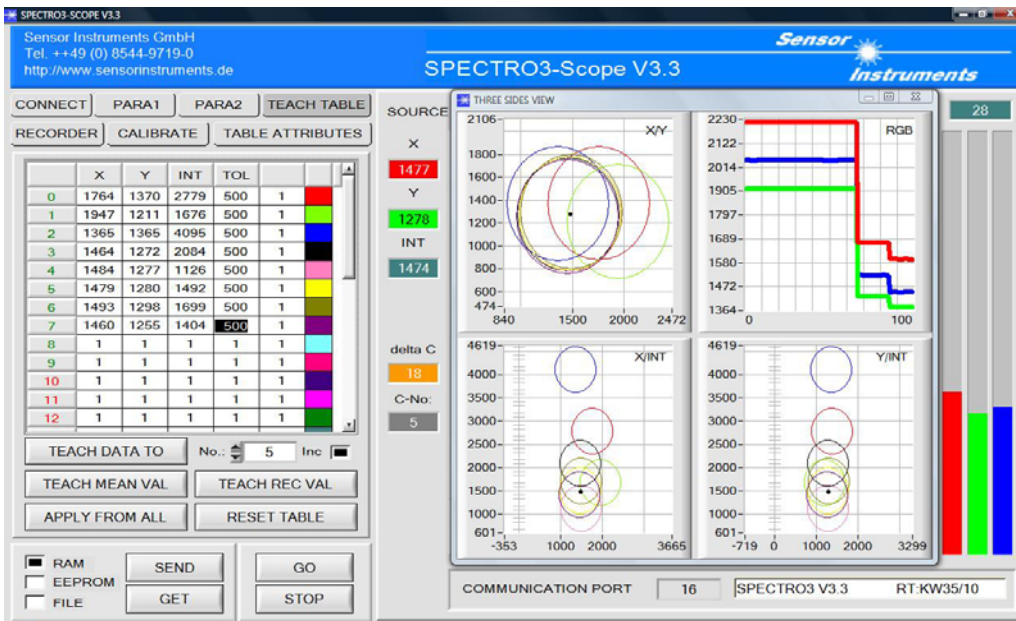 SPECTRO3-SCOPE V3.3
Sensor Instruments GmbH
Tel. ++49 (0) 8544-9719-0
http://www.sensorinstruments.de
SPECTRO3-Scope V3.3
Sensor
Instruments
CONNECT PARA1 PARA2 TEACH TABLE
RECORDER CALIBRATE TABLE ATTRIBUTES
X Y INT TOL
0 1764 1370 2779 500 1
1 1947 1211 1676 500 1
2 1365 1365 4095 500 1
3 1464 1272 2084 500 1
4 1484 1277 1126 500 1
5 1479 1280 1492 500 1
6 1493 1298 1699 500 1
7 1460 1255 1404 500 1
8 1 1 1 1 1
9 1 1 1 1 1
10 1 1 1 1 1
11 1 1 1 1 1
12 1 1 1 1 1
TEACH DATA TO No.: 5 Inc
TEACH MEAN VAL TEACH REC VAL
APPLY FROM ALL RESET TABLE
RAM
EEPROM
FILE
SEND GO
GET STOP
SOURCE
X
1477
Y
1278
INT
1474
delta C
18
C-No:
5
THREE SIDES VIEW
28
X/Y
2106
1800
1600
1400
1200
1000
800
600
474
840 1500 2000 2472
RGB
2230
2122
2014
1905
1797
1689
1580
1472
1364
0 100
X/INT
4619
4000
3500
3000
2500
2000
1500
1000
601
-353 1000 2000 3665
Y/INT
4619
4000
3500
3000
2500
2000
1500
1000
601
-719 0 1000 2000 3299
COMMUNICATION PORT 16 SPECTRO3 V3.3 RT:KW35/10